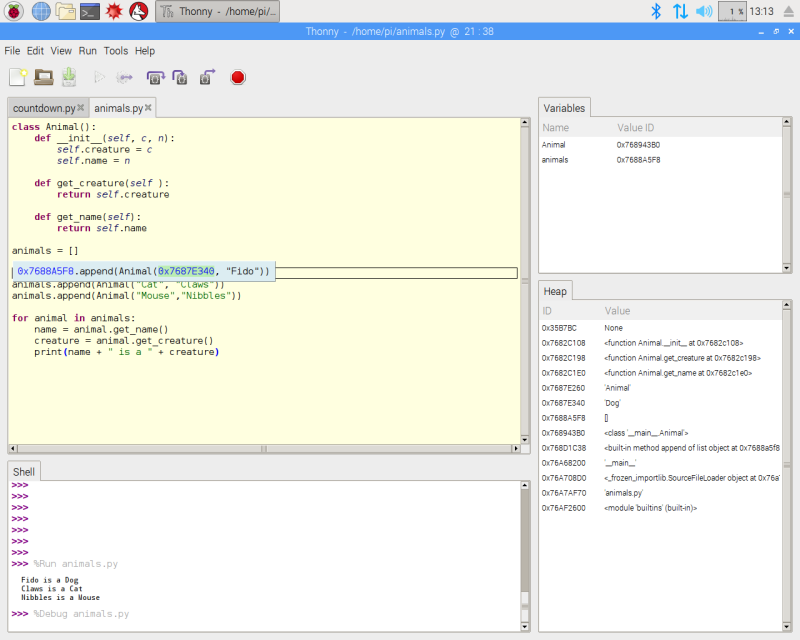 Thonny - /home/pi/...
1 %
13:13
Thonny - /home/pi/animals.py @ 21 : 38
File Edit View Run Tools Help
countdown.py
animals.py
class Animal():
    def __init__(self, c, n):
        self.creature = c
        self.name = n
    def get_creature(self ):
        return self.creature
    def get_name(self):
        return self.name
animals = []
0x7688A5F8.append(Animal(0x7687E340, "Fido"))
animals.append(Animal("Cat", "Claws"))
animals.append(Animal("Mouse","Nibbles"))
for animal in animals:
    name = animal.get_name()
    creature = animal.get_creature()
    print(name + " is a " + creature)
Shell
>>>
>>>
>>>
>>>
>>>
>>>
>>>
>>> %Run animals.py
Fido is a Dog
Claws is a Cat
Nibbles is a Mouse
>>> %Debug animals.py
Variables
Name Value ID
Animal 0x768943B0
animals 0x7688A5F8
Heap
ID Value
0x35B7BC None
0x7682C108 <function Animal.__init__ at 0x7682c108>
0x7682C198 <function Animal.get_creature at 0x7682c198>
0x7682C1E0 <function Animal.get_name at 0x7682c1e0>
0x7687E260 'Animal'
0x7687E340 'Dog'
0x7688A5F8 []
0x768943B0 <class '__main__.Animal'>
0x768D1C38 <built-in method append of list object at 0x7688a5f8
0x76A68200 '__main__'
0x76A708D0 <_frozen_importlib.SourceFileLoader object at 0x76a7
0x76A7AF70 'animals.py'
0x76AF2600 <module 'builtins' (built-in)>